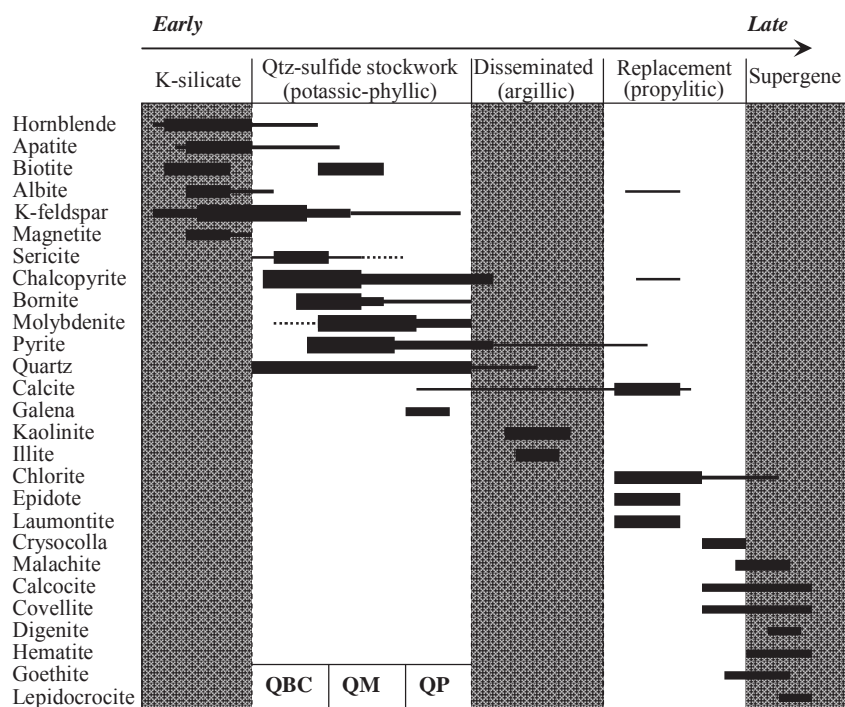 Early Late
K-silicate
Qtz-sulfide stockwork
(potassic-phyllic)
Disseminated
(argillic)
Replacement
(propylitic)
Supergene
Hornblende
Apatite
Biotite
Albite
K-feldspar
Magnetite
Sericite
Chalcopyrite
Bornite
Molybdenite
Pyrite
Quartz
Calcite
Galena
Kaolinite
Illite
Chlorite
Epidote
Laumontite
Crysocolla
Malachite
Calcocite
Covellite
Digenite
Hematite
Goethite
Lepidocrocite
QBC QM QP